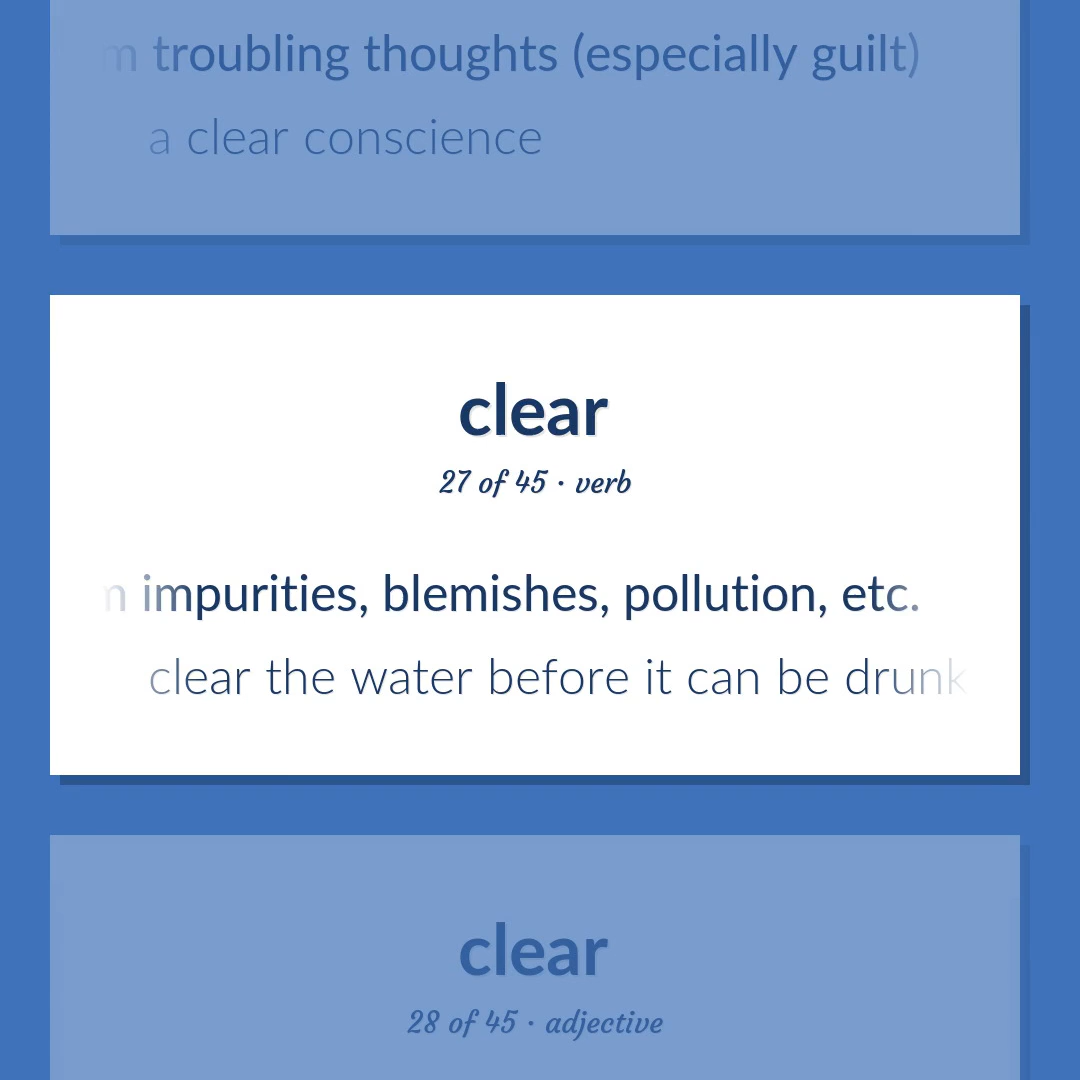 troubling thoughts (especially guilt)
a clear conscience
clear
27 of 45 · verb
impurities, blemishes, pollution, etc.
clear the water before it can be drunk
clear
28 of 45 · adjective